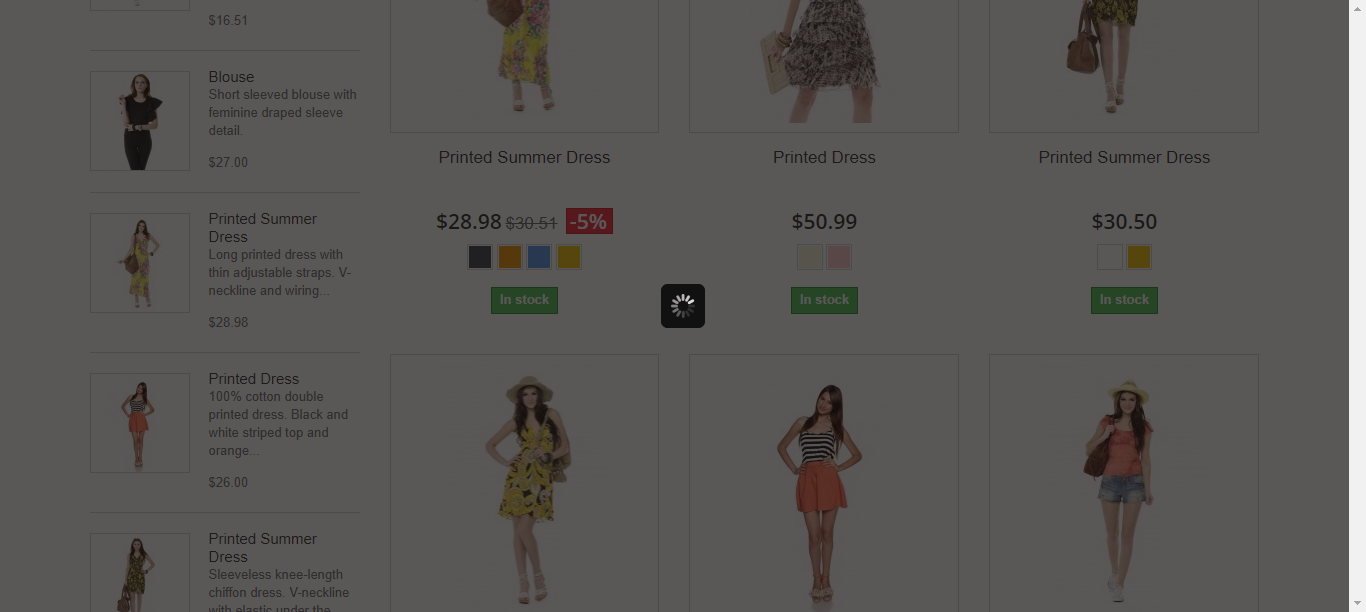 $16.51
Blouse
Short sleeved blouse with
feminine draped sleeve
detail.
$27.00
Printed Summer
Dress
Long printed dress with
thin adjustable straps. V-
neckline and wiring...
$28.98
Printed Dress
100% cotton double
printed dress. Black and
white striped top and
orange...
$26.00
Printed Summer
Dress
Sleeveless knee-length
chiffon dress. V-neckline
with elastic under the
Printed Summer Dress
$28.98 $30.51 -5%
In stock
Printed Dress
$50.99
In stock
Printed Summer Dress
$30.50
In stock